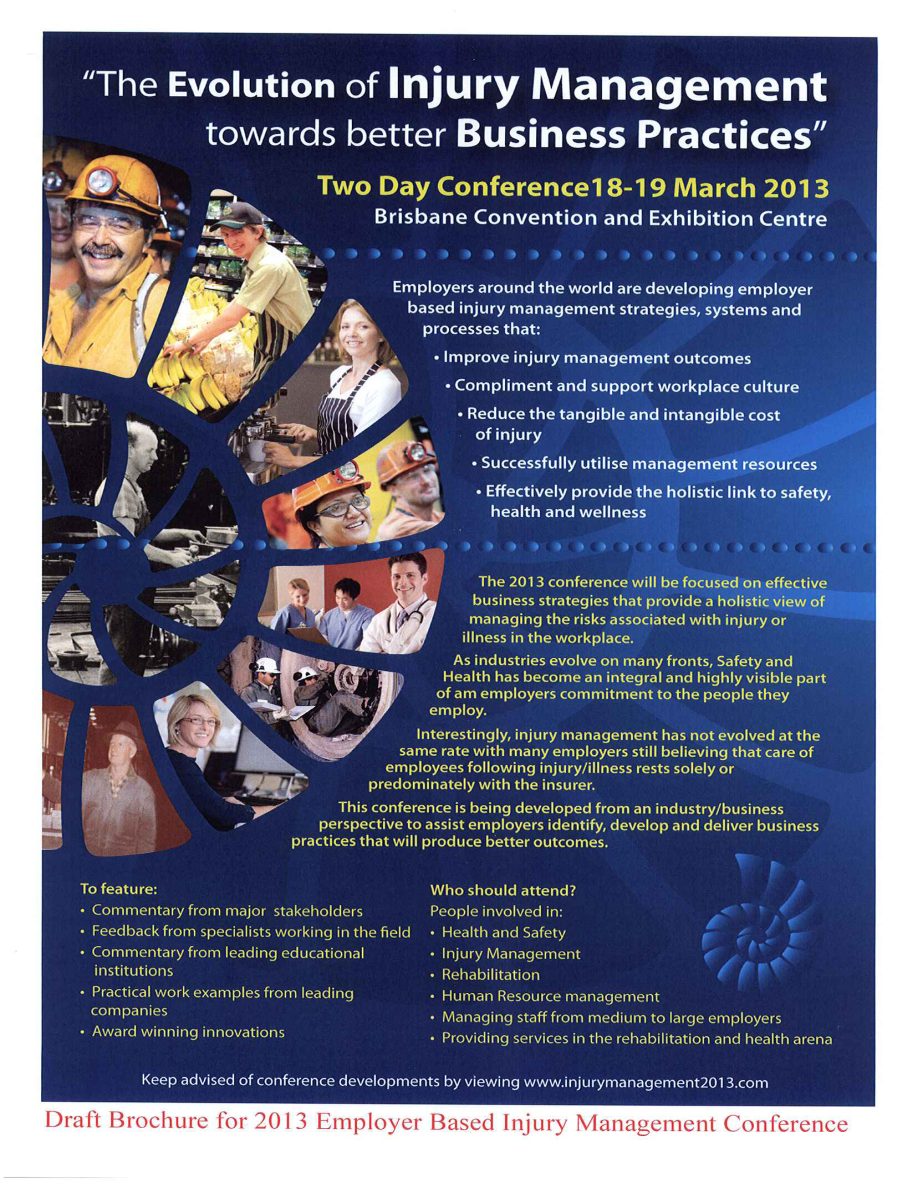 “The Evolution of Injury Management
towards better Business Practices”
Two Day Conference18-19 March 2013
Brisbane Convention and Exhibition Centre
Employers around the world are developing employer
based injury management strategies, systems and
processes that:
• Improve injury management outcomes
• Compliment and support workplace culture
• Reduce the tangible and intangible cost
of injury
• Successfully utilise management resources
• Effectively provide the holistic link to safety,
health and wellness
The 2013 conference will be focused on effective
business strategies that provide a holistic view of
managing the risks associated with injury or
illness in the workplace.
As industries evolve on many fronts, Safety and
Health has become an integral and highly visible part
of am employers commitment to the people they
employ.
Interestingly, injury management has not evolved at the
same rate with many employers still believing that care of
employees following injury/illness rests solely or
predominately with the insurer.
This conference is being developed from an industry/business
perspective to assist employers identify, develop and deliver business
practices that will produce better outcomes.
To feature:
• Commentary from major stakeholders
• Feedback from specialists working in the field
• Commentary from leading educational
institutions
• Practical work examples from leading
companies
• Award winning innovations
Who should attend?
People involved in:
• Health and Safety
• Injury Management
• Rehabilitation
• Human Resource management
• Managing staff from medium to large employers
• Providing services in the rehabilitation and health arena
Keep advised of conference developments by viewing www.injurymanagement2013.com
Draft Brochure for 2013 Employer Based Injury Management Conference